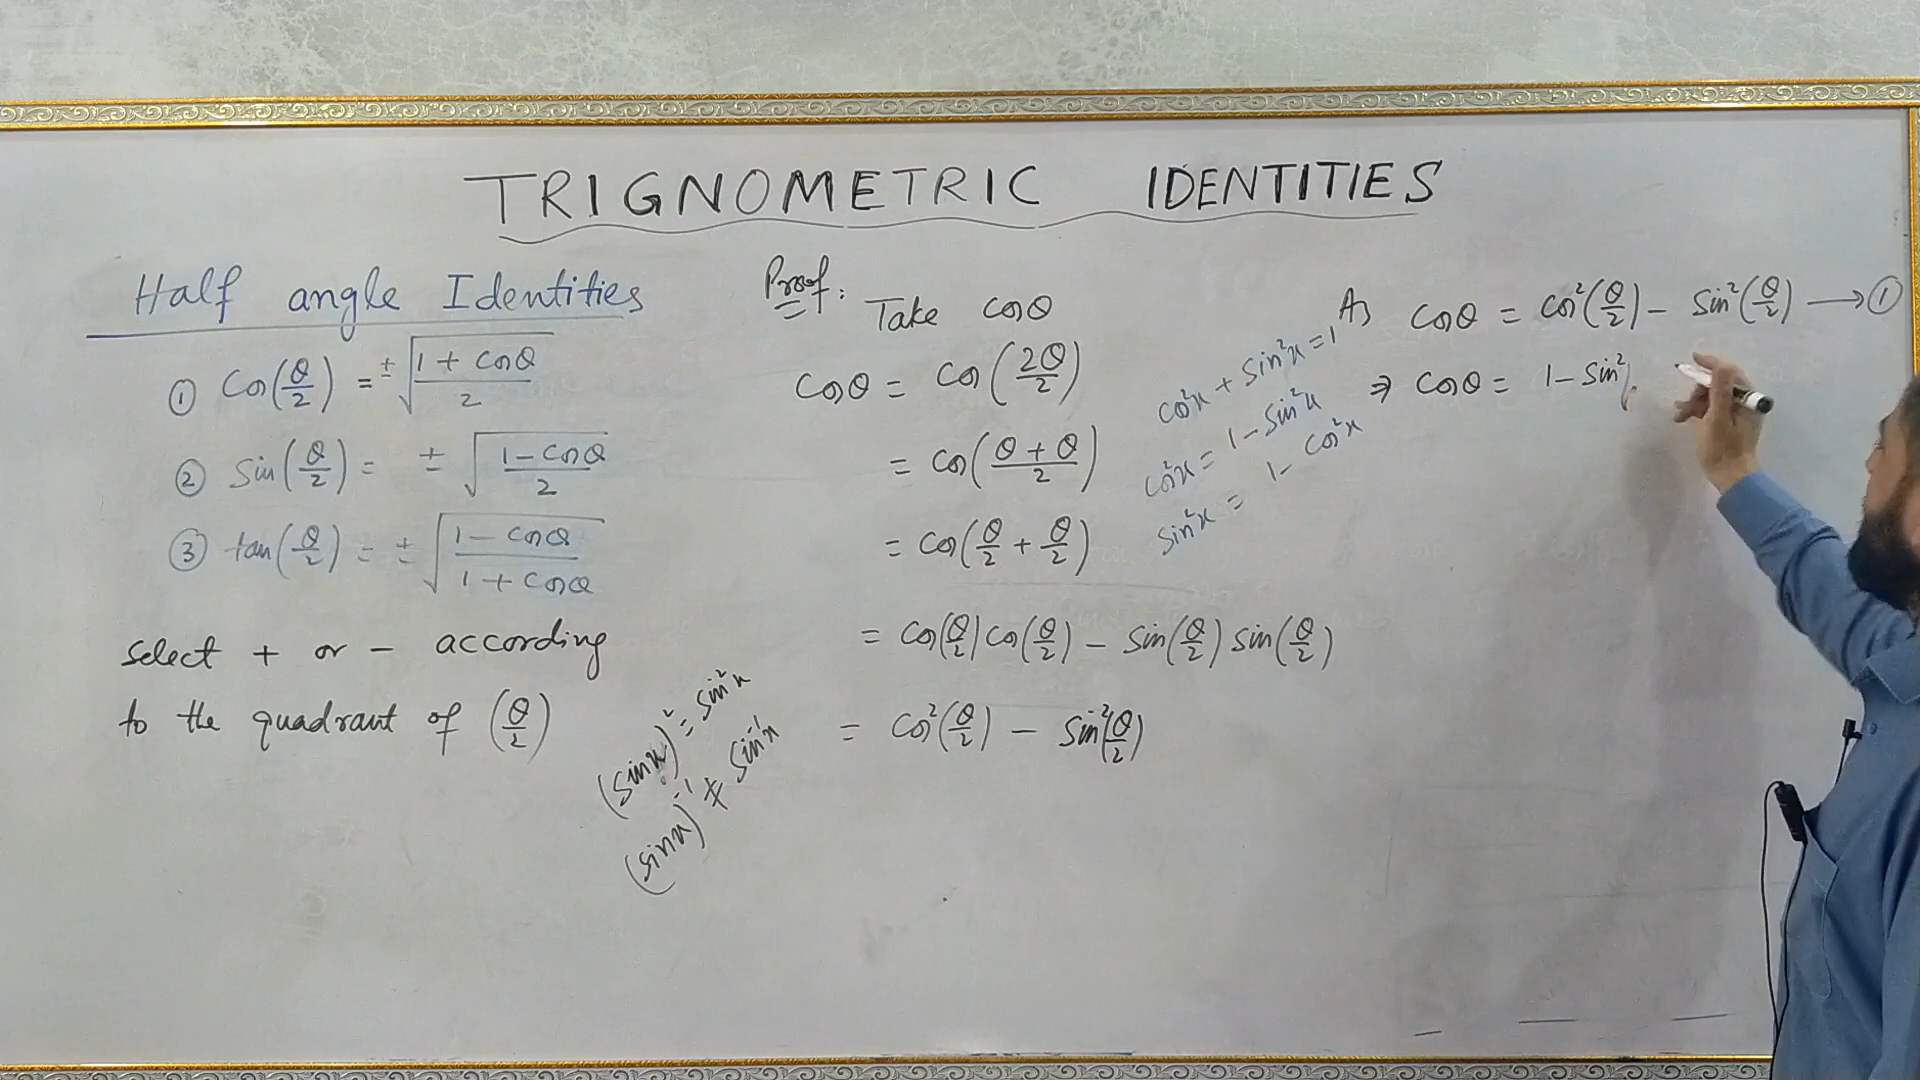 TRIGNOMETRIC IDENTITIES
Half angle Identities
① Cos(θ/2) = ±√((1 + cosθ)/2)
② Sin(θ/2) = ±√((1 - cosθ)/2)
③ tan(θ/2) = ±√((1 - cosθ)/(1 + cosθ))
select + or - according
to the quadrant of (θ/2)
(sinx)² = sin²x
(sinx)⁻¹ ≠ sin⁻¹x
Proof: Take cosθ
cosθ = cos(2θ/2)
= cos((θ + θ)/2)
= cos(θ/2 + θ/2)
= cos(θ/2) cos(θ/2) - sin(θ/2) sin(θ/2)
= cos²(θ/2) - sin²(θ/2)
cos²x + sin²x = 1
cos²x = 1 - sin²x
sin²x = 1 - cos²x
As cosθ = cos²(θ/2) - sin²(θ/2) → ①
⇒ cosθ = 1 - sin²(